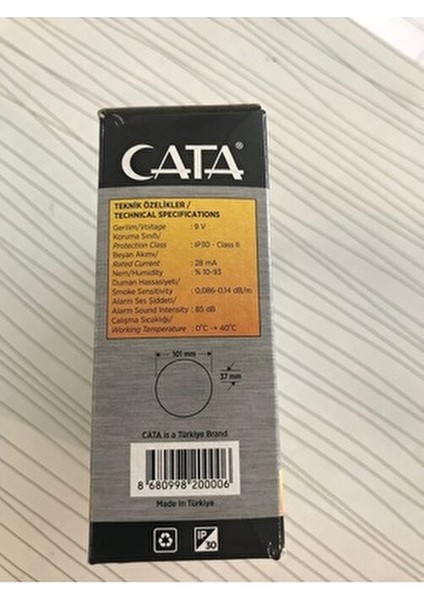 CATA®
TEKNİK ÖZELİKLER /
TECHNICAL SPECIFICATIONS
Gerilim/Voltage : 9 V
Koruma Sınıfı/
Protection Class : IP30 - Class II
Beyan Akımı/
Rated Current : 28 mA
Nem/Humidity : % 10-93
Duman Hassasiyeti/
Smoke Sensitivity : 0,086-0,14 dB/m
Alarm Ses Şiddeti/
Alarm Sound Intensity : 85 dB
Çalışma Sıcaklığı/
Working Temperature : 0°C → 40°C
101 mm
37 mm
CATA is a Türkiye Brand
8 680998 200006
Made In Türkiye
IP
30